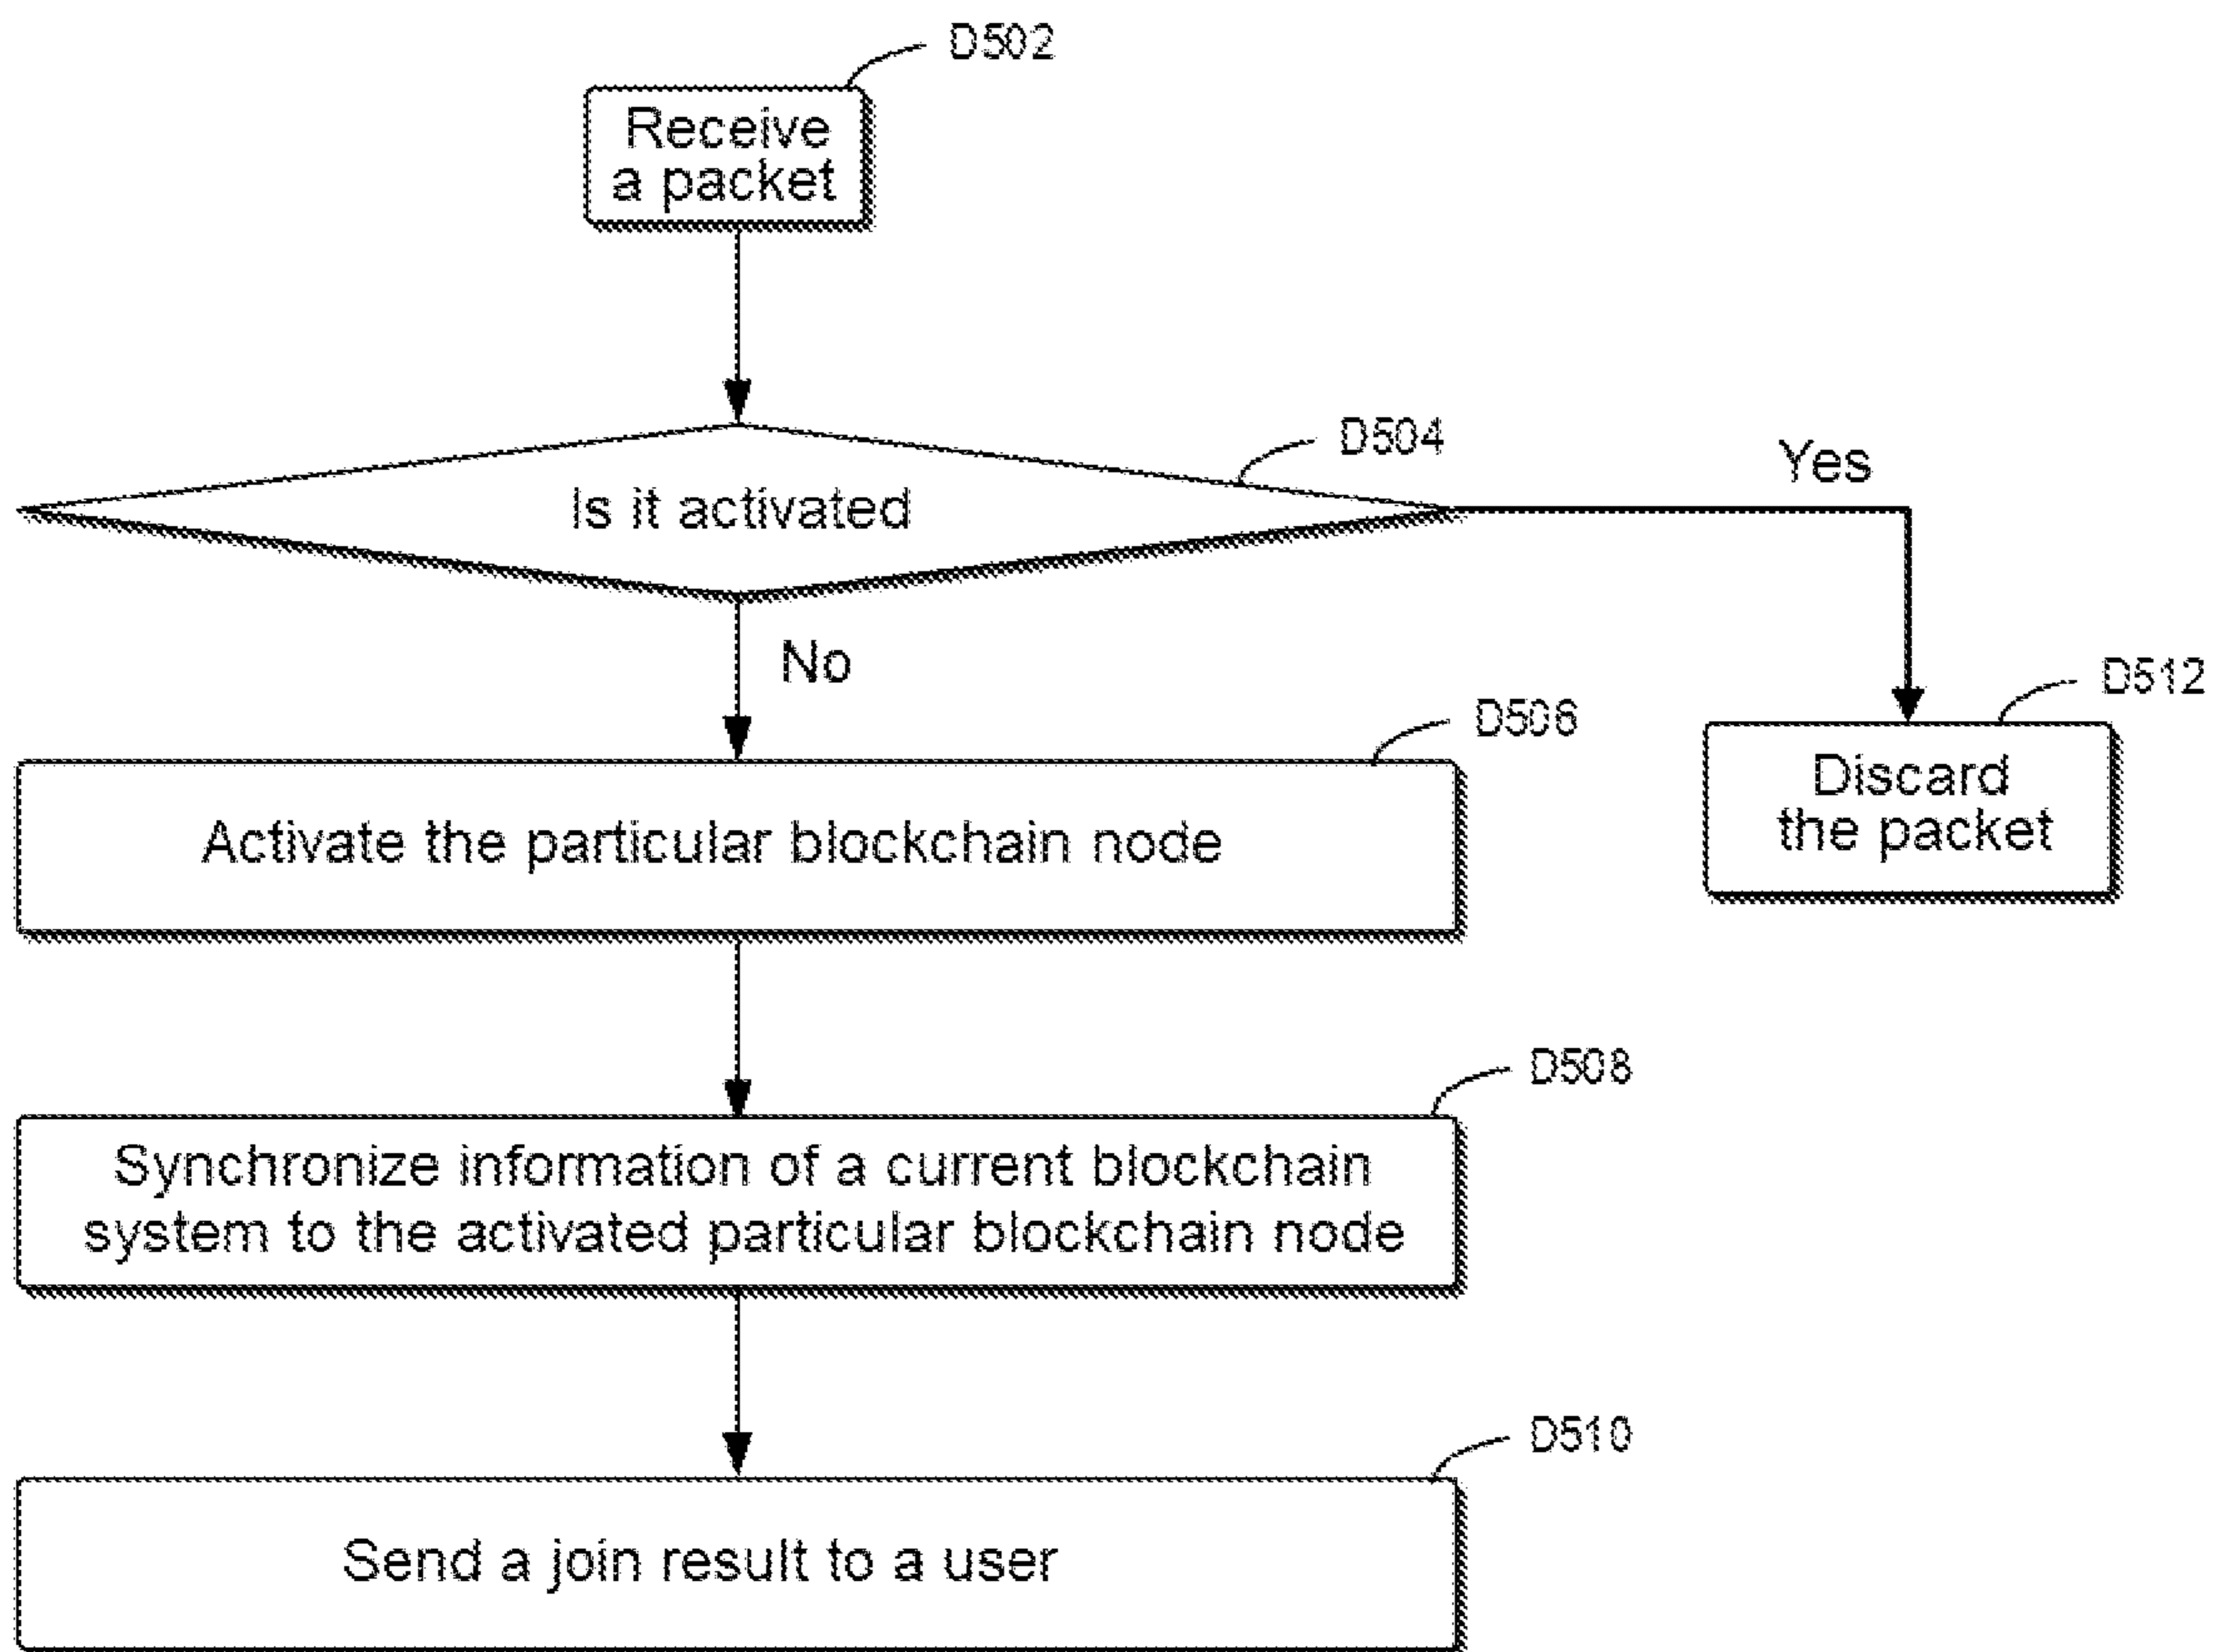 D502
Receive
a packet
D504
Is it activated
Yes
No
D512
D506
Discard
the packet
Activate the particular blockchain node
D508
Synchronize information of a current blockchain
system to the activated particular blockchain node
D510
Send a join result to a user